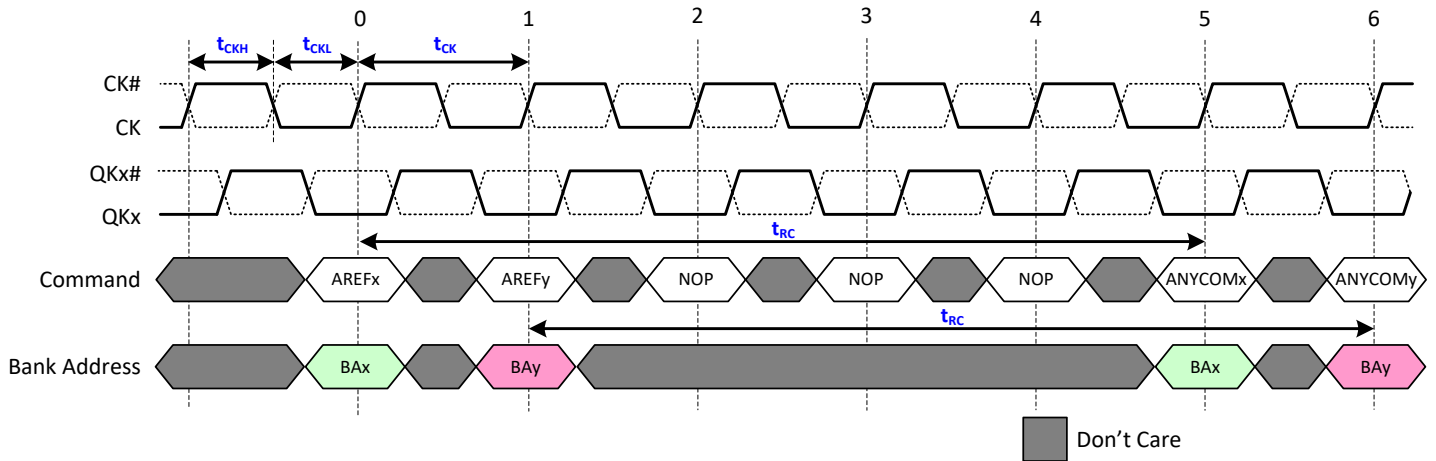 0 1 2 3 4 5 6
tCKH tCKL tCK
CK#
CK
QKx#
QKx
tRC
Command AREFx AREFy NOP NOP NOP ANYCOMx ANYCOMy
tRC
Bank Address BAx BAy BAx BAy
Don't Care